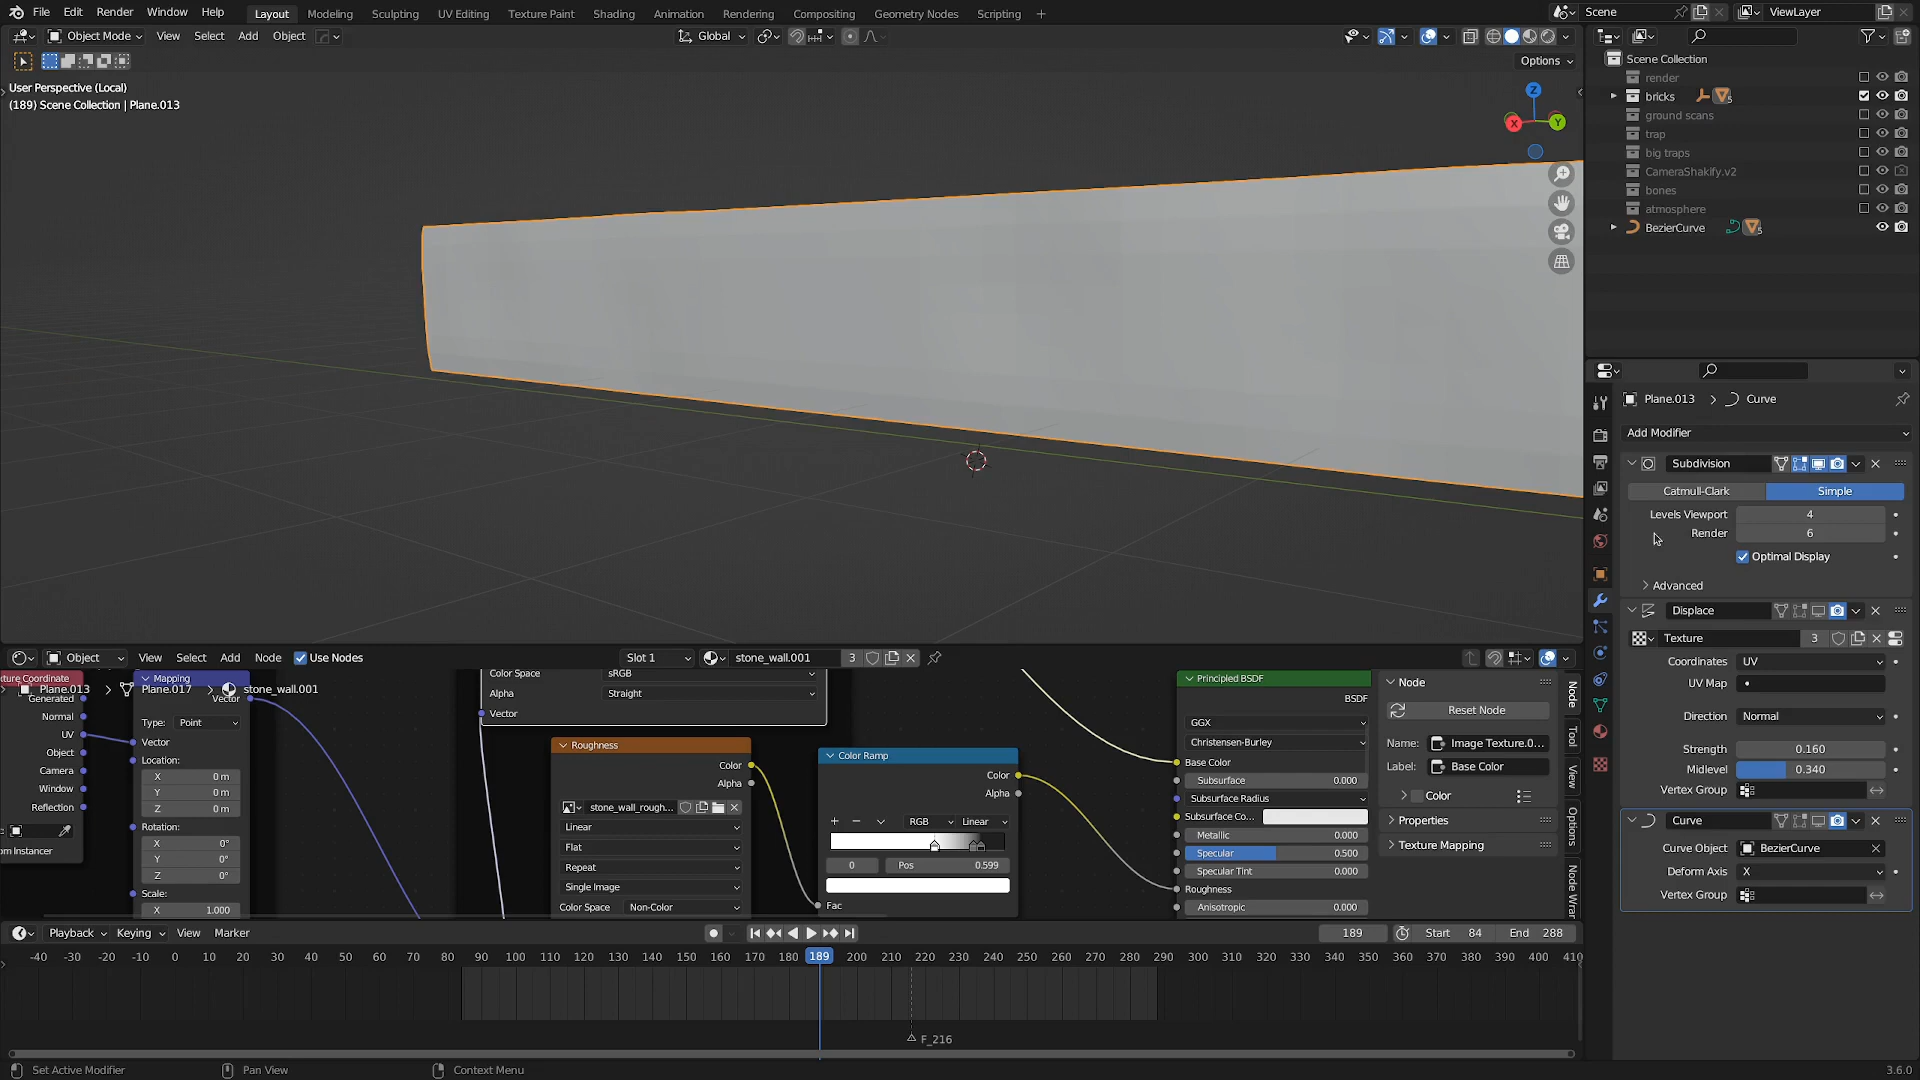 File Edit Render Window Help Layout Modeling Sculpting UV Editing Texture Paint Shading Animation Rendering Compositing Geometry Nodes Scripting + Scene ViewLayer
Object Mode View Select Add Object Global
Options
User Perspective (Local)
(189) Scene Collection | Plane.013
Z
X
Y
Scene Collection
render
bricks 5
ground scans
trap
big traps
CameraShakify.v2
bones
atmosphere
BezierCurve 5
Plane.013 > Curve
Add Modifier
Subdivision
Catmull-Clark Simple
Levels Viewport 4
Render 6
Optimal Display
Advanced
Displace
Texture 3
Coordinates UV
UV Map
Direction Normal
Strength 0.160
Midlevel 0.340
Vertex Group
Curve
Curve Object BezierCurve
Deform Axis X
Vertex Group
Object View Select Add Node Use Nodes Slot 1 stone_wall.001 3
xture Coordinate
Plane.013 > Plane.017 > stone_wall.001
Generated
Normal
UV
Object
Camera
Window
Reflection
om Instancer
Mapping
Vector
Type: Point
Vector
Location:
X 0 m
Y 0 m
Z 0 m
Rotation:
X 0°
Y 0°
Z 0°
Scale:
X 1.000
Color Space sRGB
Alpha Straight
Vector
Roughness
Color
Alpha
stone_wall_rough...
Linear
Flat
Repeat
Single Image
Color Space Non-Color
Color Ramp
Color
Alpha
RGB Linear
0 Pos 0.599
Fac
Principled BSDF
BSDF
GGX
Christensen-Burley
Base Color
Subsurface 0.000
Subsurface Radius
Subsurface Co...
Metallic 0.000
Specular 0.500
Specular Tint 0.000
Roughness
Anisotropic 0.000
Node
Reset Node
Name: Image Texture.0...
Label: Base Color
Color
Properties
Texture Mapping
Node
Tool
View
Options
Node Wran
Playback Keying View Marker 189 Start 84 End 288
-40 -30 -20 -10 0 10 20 30 40 50 60 70 80 90 100 110 120 130 140 150 160 170 180 189 200 210 220 230 240 250 260 270 280 290 300 310 320 330 340 350 360 370 380 390 400 410
F_216
Set Active Modifier Pan View Context Menu 3.6.0